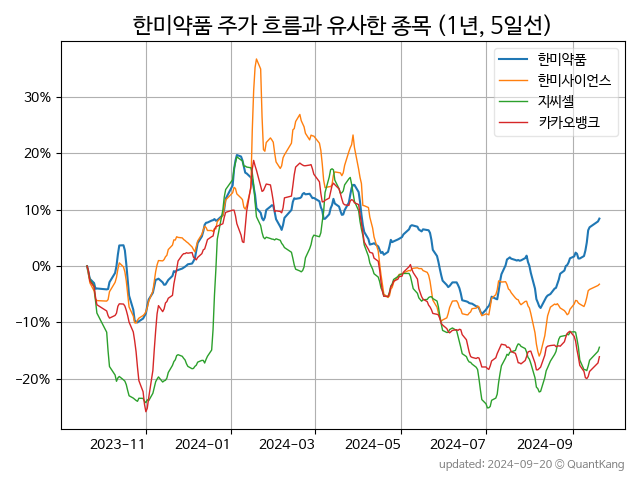 한미약품 주가 흐름과 유사한 종목 (1년, 5일선)
한미약품
한미사이언스
지씨셀
카카오뱅크
30%
20%
10%
0%
−10%
−20%
2023-11
2024-01
2024-03
2024-05
2024-07
2024-09
updated: 2024-09-20 © QuantKang